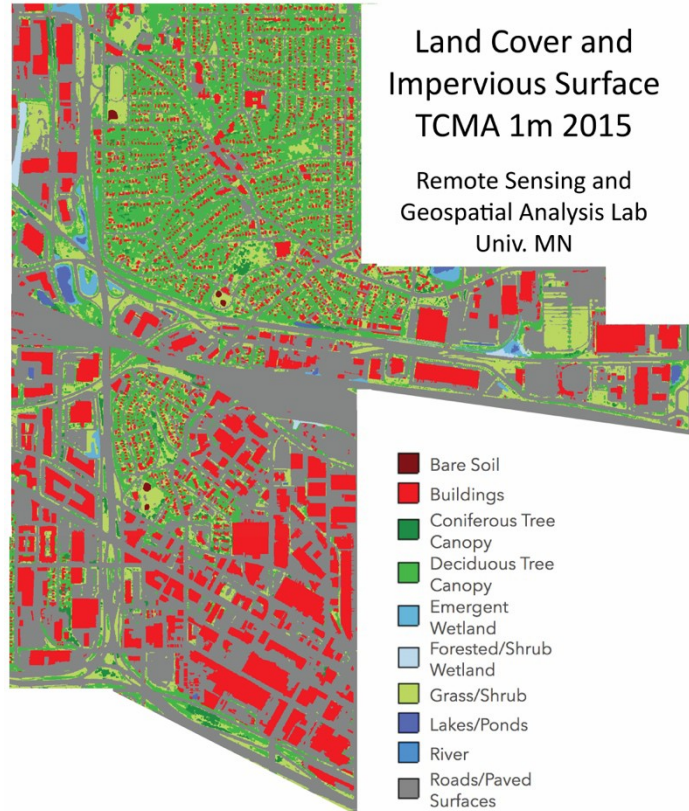 Land Cover and
Impervious Surface
TCMA 1m 2015
Remote Sensing and
Geospatial Analysis Lab
Univ. MN
Bare Soil
Buildings
Coniferous Tree
Canopy
Deciduous Tree
Canopy
Emergent
Wetland
Forested/Shrub
Wetland
Grass/Shrub
Lakes/Ponds
River
Roads/Paved
Surfaces